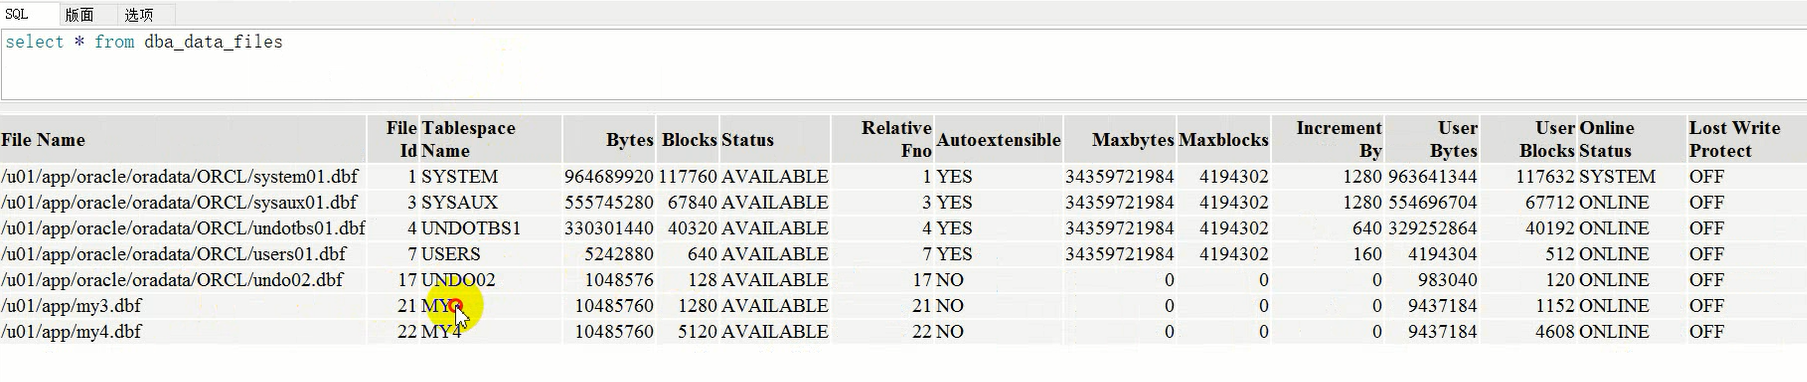 SQL 版面 选项
select * from dba_data_files
File Name File Id Tablespace Name Bytes Blocks Status Relative Fno Autoextensible Maxbytes Maxblocks Increment By User Bytes User Blocks Online Status Lost Write Protect
/u01/app/oracle/oradata/ORCL/system01.dbf 1 SYSTEM 964689920 117760 AVAILABLE 1 YES 34359721984 4194302 1280 963641344 117632 SYSTEM OFF
/u01/app/oracle/oradata/ORCL/sysaux01.dbf 3 SYSAUX 555745280 67840 AVAILABLE 3 YES 34359721984 4194302 1280 554696704 67712 ONLINE OFF
/u01/app/oracle/oradata/ORCL/undotbs01.dbf 4 UNDOTBS1 330301440 40320 AVAILABLE 4 YES 34359721984 4194302 640 329252864 40192 ONLINE OFF
/u01/app/oracle/oradata/ORCL/users01.dbf 7 USERS 5242880 640 AVAILABLE 7 YES 34359721984 4194302 160 4194304 512 ONLINE OFF
/u01/app/oracle/oradata/ORCL/undo02.dbf 17 UNDO02 1048576 128 AVAILABLE 17 NO 0 0 0 983040 120 ONLINE OFF
/u01/app/my3.dbf 21 10485760 1280 AVAILABLE 21 NO 0 0 0 9437184 1152 ONLINE OFF
/u01/app/my4.dbf 22 MY4 10485760 5120 AVAILABLE 22 NO 0 0 0 9437184 4608 ONLINE OFF